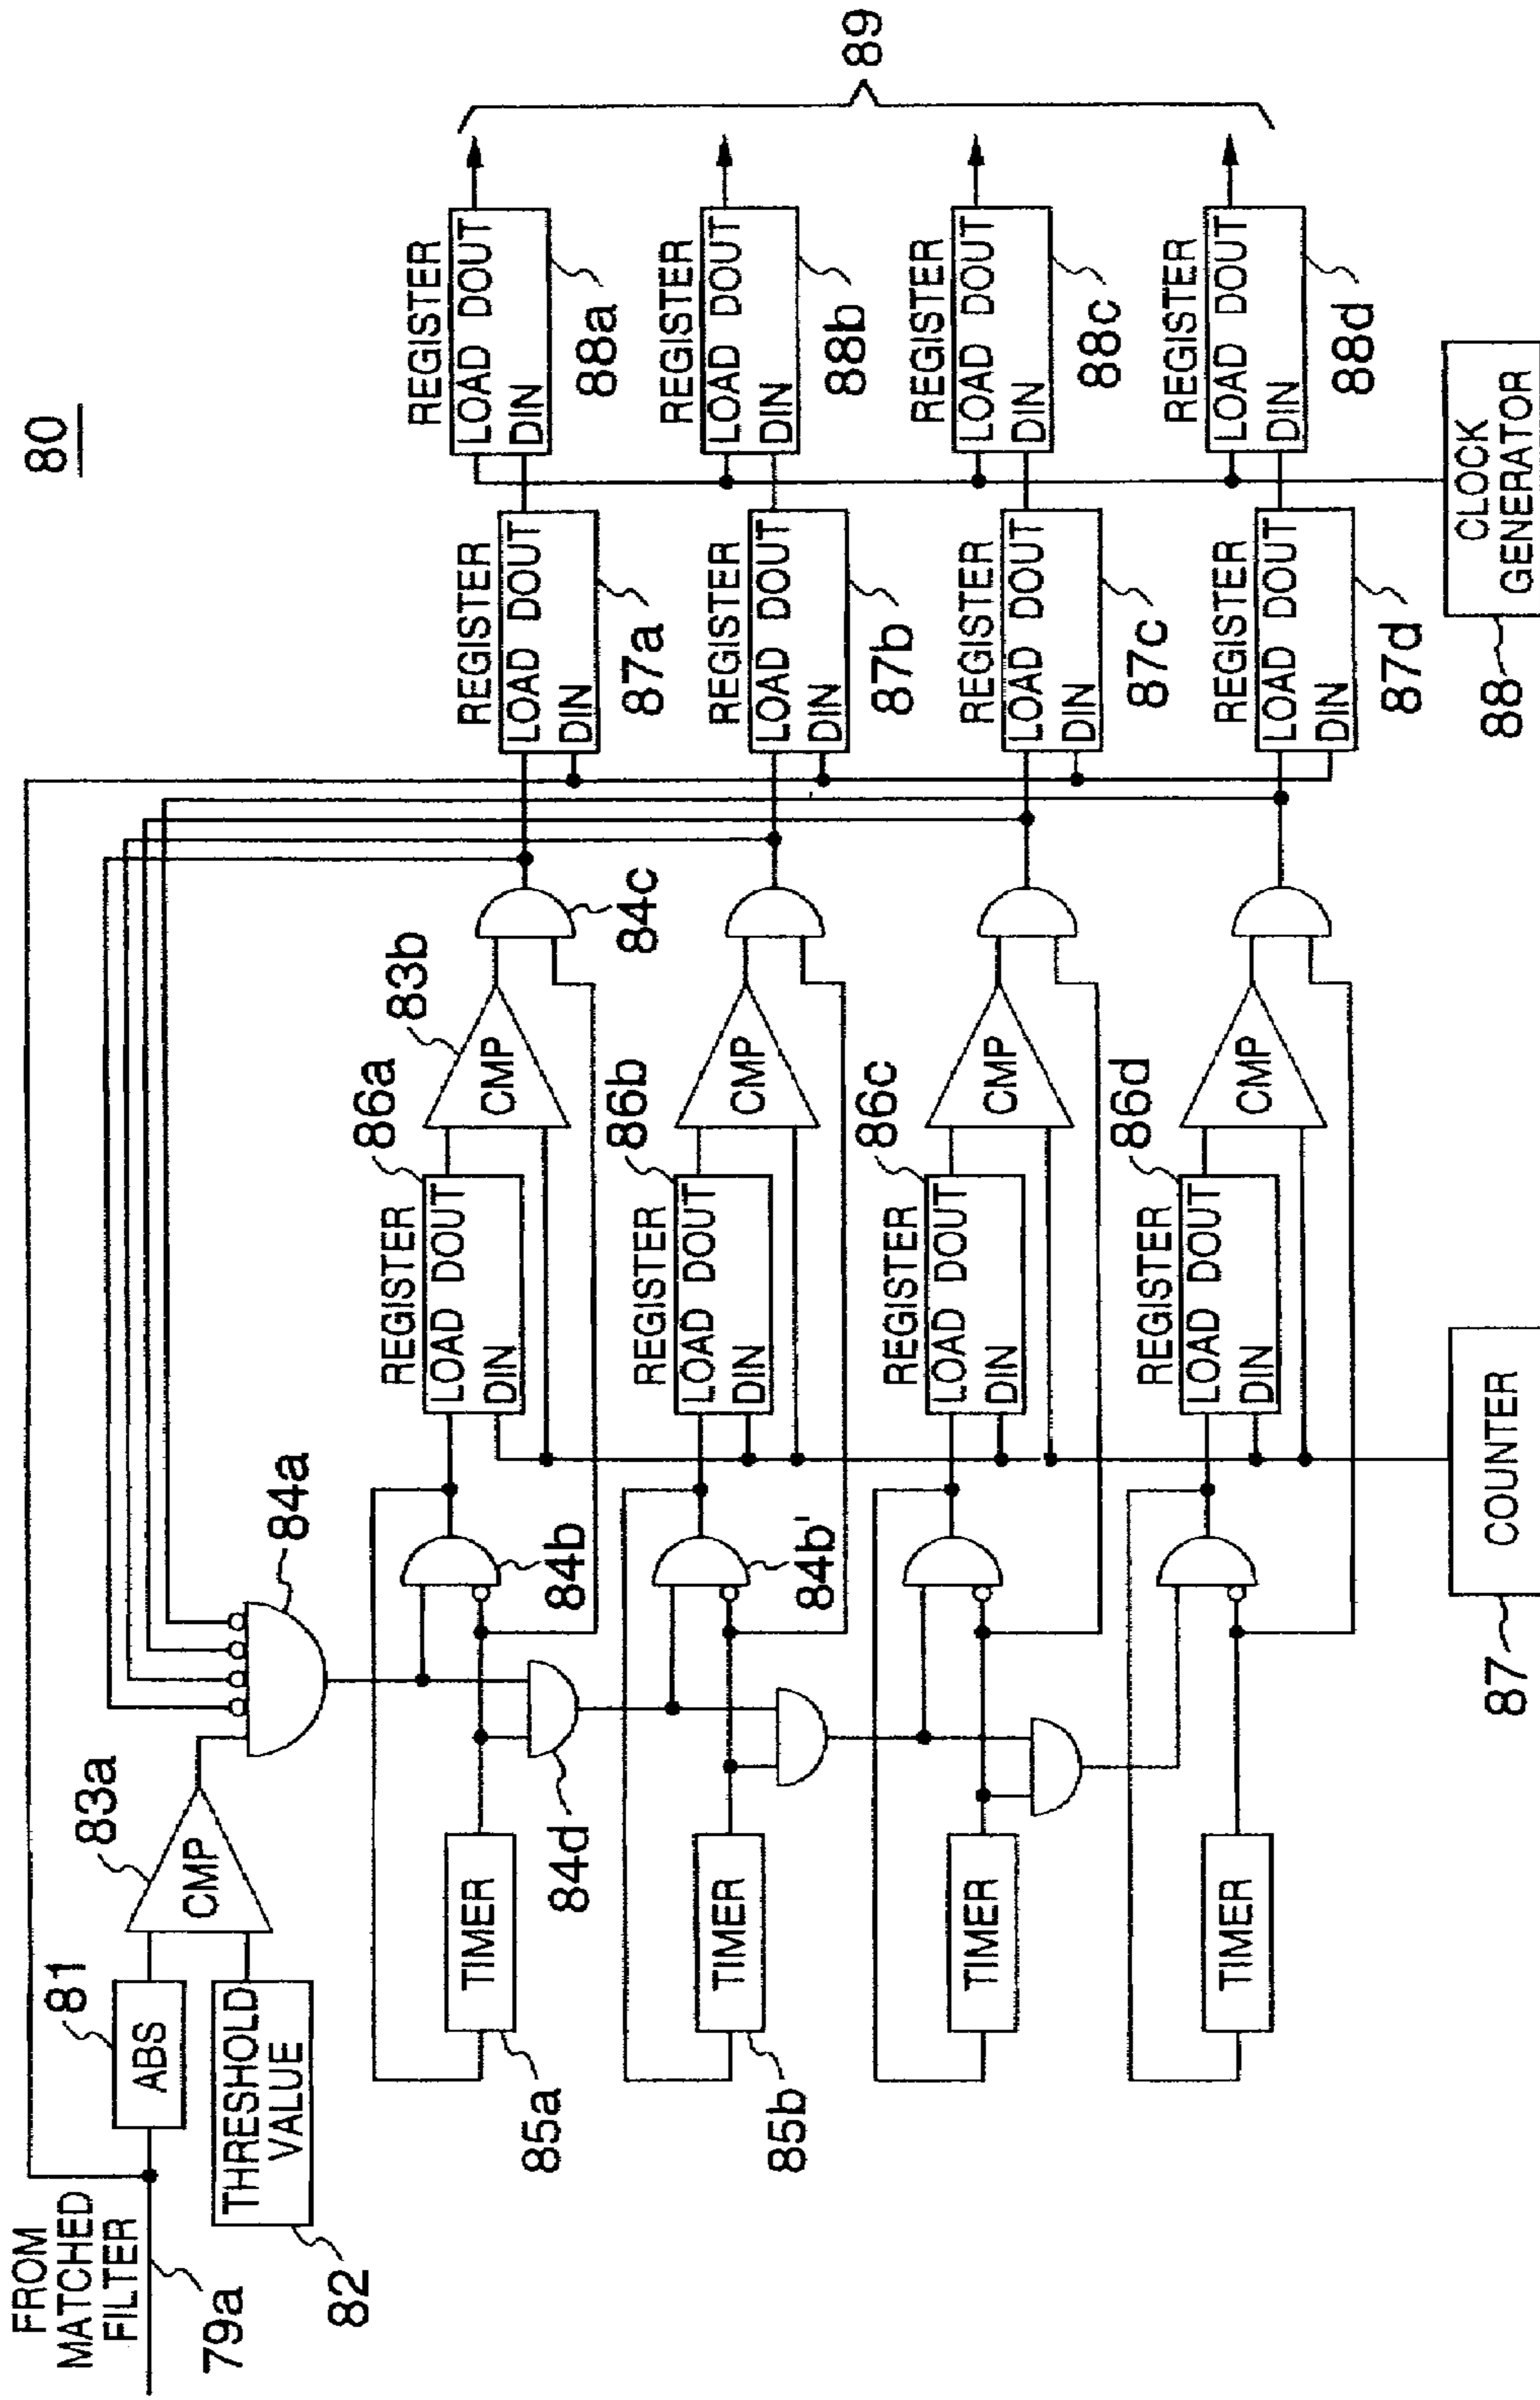 80
FROM
MATCHED
FILTER
79a
81
ABS
THRESHOLD
VALUE
82
83a
CMP
84a
85a
TIMER
84d
84b
REGISTER
LOAD DOUT
DIN
86a
CMP
83b
84c
REGISTER
LOAD DOUT
DIN
87a
REGISTER
LOAD DOUT
DIN
88a
85b
TIMER
84b'
REGISTER
LOAD DOUT
DIN
86b
CMP
REGISTER
LOAD DOUT
DIN
87b
REGISTER
LOAD DOUT
DIN
88b
89
TIMER
REGISTER
LOAD DOUT
DIN
86c
CMP
REGISTER
LOAD DOUT
DIN
87c
REGISTER
LOAD DOUT
DIN
88c
TIMER
REGISTER
LOAD DOUT
DIN
86d
CMP
REGISTER
LOAD DOUT
DIN
87d
REGISTER
LOAD DOUT
DIN
88d
87
COUNTER
88
CLOCK
GENERATOR